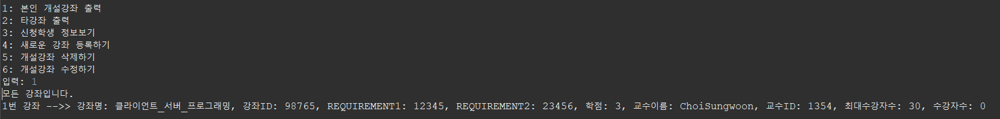 1: 본인 개설강좌 출력
2: 타강좌 출력
3: 신청학생 정보보기
4: 새로운 강좌 등록하기
5: 개설강좌 삭제하기
6: 개설강좌 수정하기
입력: 1
모든 강좌입니다.
1번 강좌 -->> 강좌명: 클라이언트_서버_프로그래밍, 강좌ID: 98765, REQUIREMENT1: 12345, REQUIREMENT2: 23456, 학점: 3, 교수이름: ChoiSungwoon, 교수ID: 1354, 최대수강자수: 30, 수강자수: 0